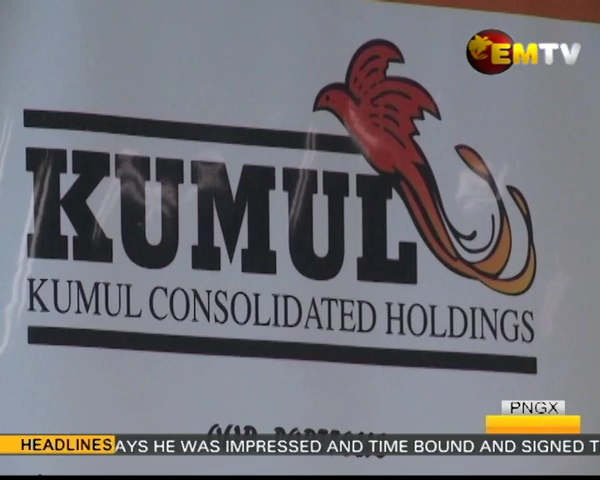 EMTV
KUMUL
KUMUL CONSOLIDATED HOLDINGS
PNGX
HEADLINES AYS HE WAS IMPRESSED AND TIME BOUND AND SIGNED T